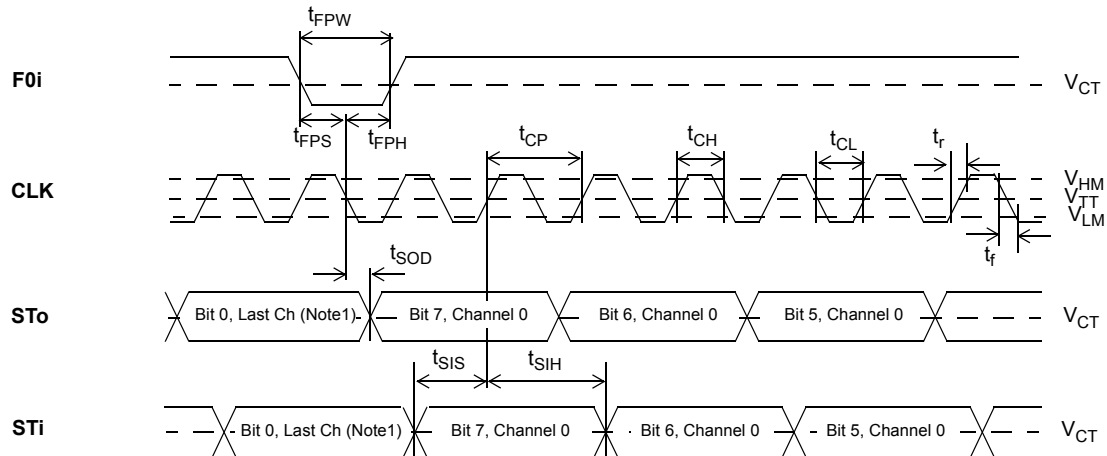 tFPW
F0i
VCT
tFPS tFPH tCP tCH tCL tr
CLK
VHM
VTT
VLM
tSOD tf
STo Bit 0, Last Ch (Note1) Bit 7, Channel 0 Bit 6, Channel 0 Bit 5, Channel 0 VCT
tSIS tSIH
STi Bit 0, Last Ch (Note1) Bit 7, Channel 0 Bit 6, Channel 0 Bit 5, Channel 0 VCT